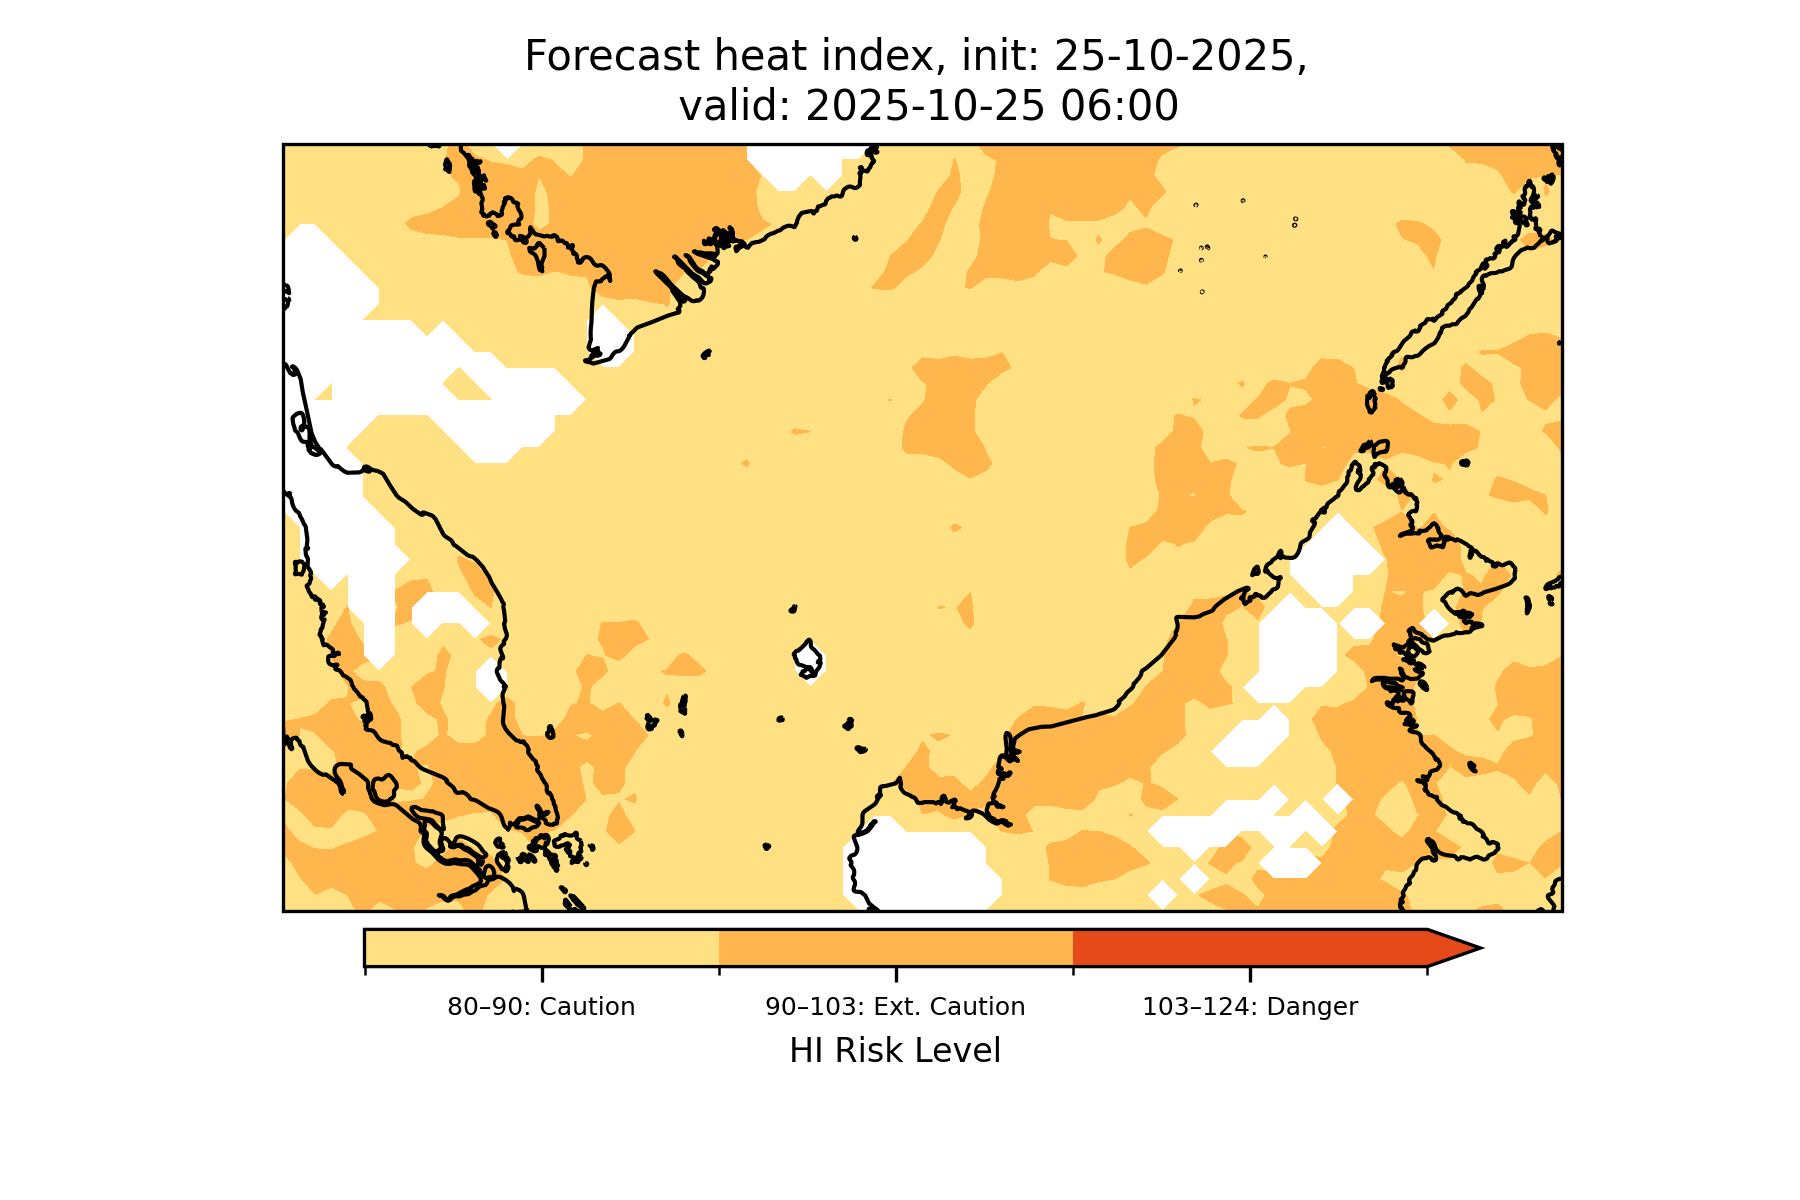 Forecast heat index, init: 25-10-2025,
valid: 2025-10-25 06:00
80–90: Caution
90–103: Ext. Caution
103–124: Danger
HI Risk Level